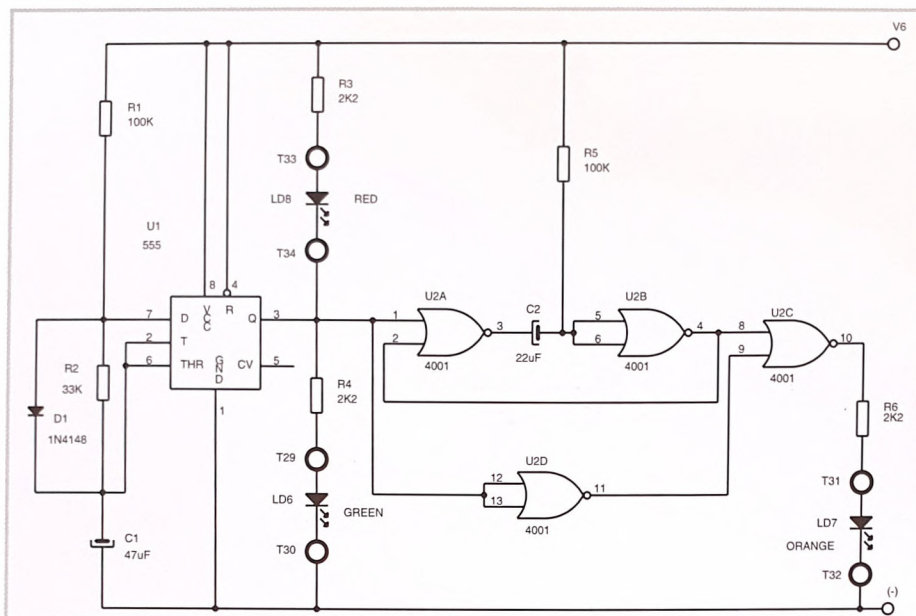 V6
R3
2K2
R1
100K
T33
R5
100K
LD8 RED
U1
555
T34
8 4
U2A
C2
U2B
U2C
7 D VCC R Q 3
1
3
5
4
8
10
2 T
2
6
9
6 THR GND CV 5
4001
22uF
4001
4001
R2
33K
R4
2K2
R6
2K2
1
D1
1N4148
T29
U2D
12
11
T31
LD6
13
GREEN
LD7
4001
C1
47uF
ORANGE
T30
T32
(-)